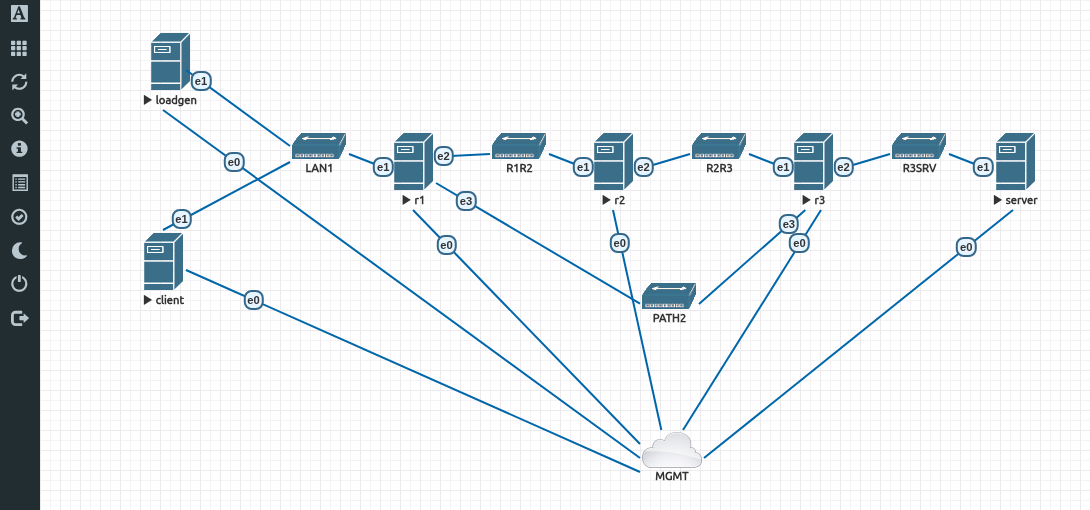 A
e1
loadgen
e0
LAN1
e1
r1
e2
R1R2
e1
r2
e2
R2R3
e1
r3
e2
R3SRV
e1
server
e3
e1
client
e0
e0
e0
e3
e0
e0
PATH2
MGMT